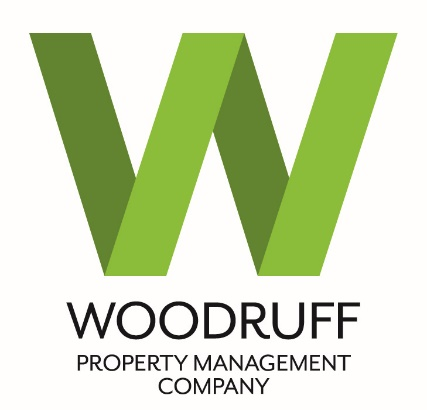 W
WOODRUFF
PROPERTY MANAGEMENT
COMPANY